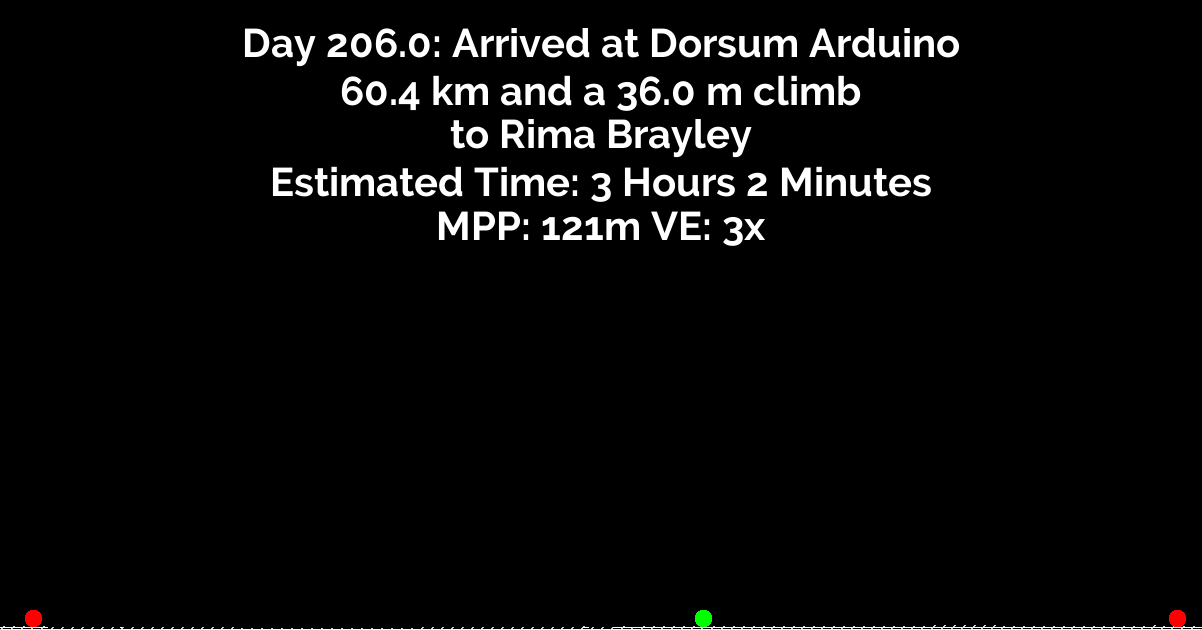 Day 206.0: Arrived at Dorsum Arduino
60.4 km and a 36.0 m climb
to Rima Brayley
Estimated Time: 3 Hours 2 Minutes
MPP: 121m VE: 3x